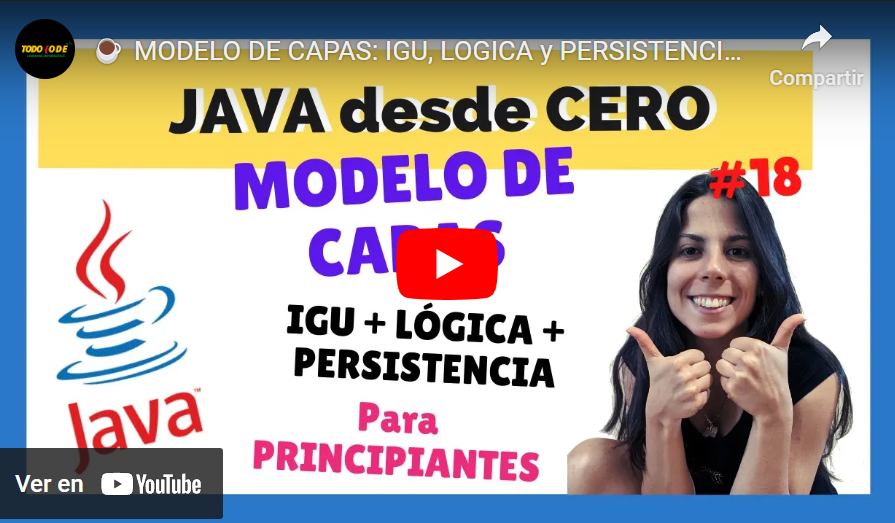 TODO CODE
MODELO DE CAPAS: IGU, LOGICA y PERSISTENCI...
Compartir
JAVA desde CERO
MODELO DE
#18
CAPAS
IGU + LÓGICA +
PERSISTENCIA
Java™
Para
PRINCIPIANTES
Ver en YouTube